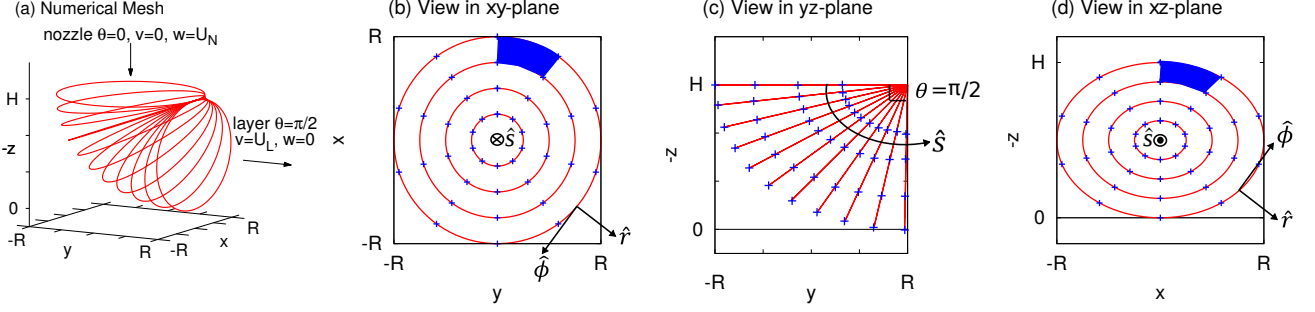 (a) Numerical Mesh
nozzle θ=0, v=0, w=U_N
H
-z
0
layer θ=π/2
v=U_L, w=0
-R
y
R
-R
x
R
(b) View in xy-plane
R
x
-R
ŝ
r̂
ϕ̂
-R
R
y
(c) View in yz-plane
H
-z
0
θ=π/2
ŝ
-R
R
y
(d) View in xz-plane
H
-z
0
ŝ
ϕ̂
r̂
-R
R
x